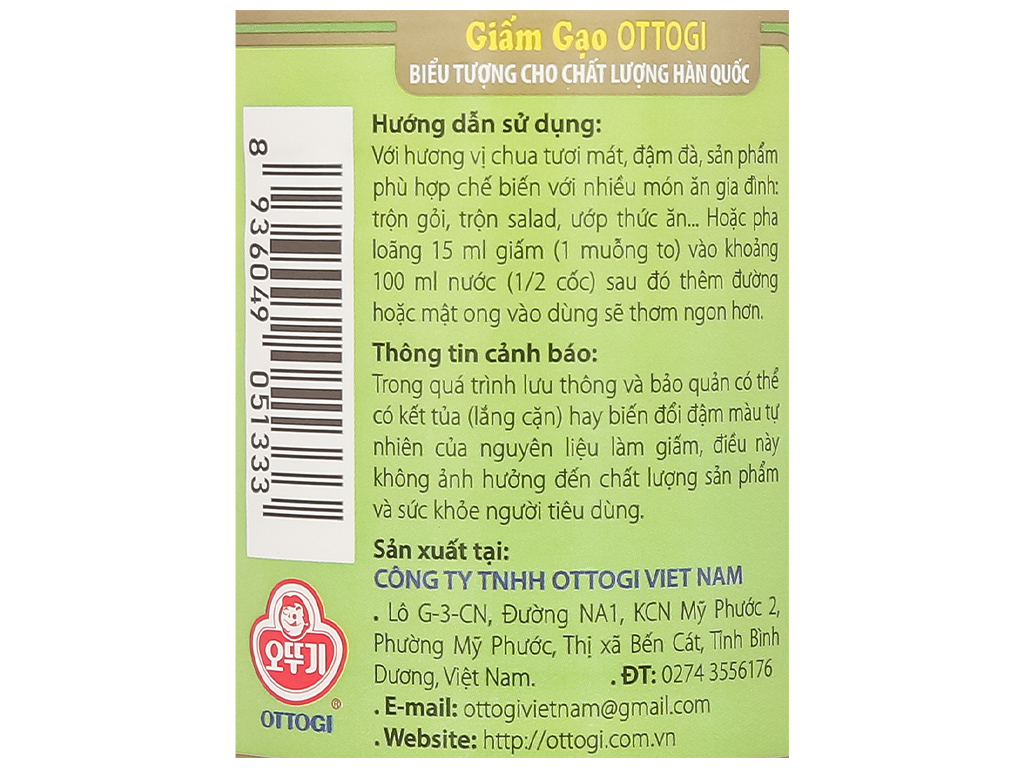 Giấm Gạo OTTOGI
BIỂU TƯỢNG CHO CHẤT LƯỢNG HÀN QUỐC
8 936049 051333
Hướng dẫn sử dụng:
Với hương vị chua tươi mát, đậm đà, sản phẩm
phù hợp chế biến với nhiều món ăn gia đình:
trộn gỏi, trộn salad, ướp thức ăn... Hoặc pha
loãng 15 ml giấm (1 muỗng to) vào khoảng
100 ml nước (1/2 cốc) sau đó thêm đường
hoặc mật ong vào dùng sẽ thơm ngon hơn.
Thông tin cảnh báo:
Trong quá trình lưu thông và bảo quản có thể
có kết tủa (lắng cặn) hay biến đổi đậm màu tự
nhiên của nguyên liệu làm giấm, điều này
không ảnh hưởng đến chất lượng sản phẩm
và sức khỏe người tiêu dùng.
Sản xuất tại:
CÔNG TY TNHH OTTOGI VIET NAM
. Lô G-3-CN, Đường NA1, KCN Mỹ Phước 2,
Phường Mỹ Phước, Thị xã Bến Cát, Tỉnh Bình
Dương, Việt Nam. . ĐT: 0274 3556176
. E-mail: ottogivietnam@gmail.com
. Website: http://ottogi.com.vn
오뚜기
®
OTTOGI